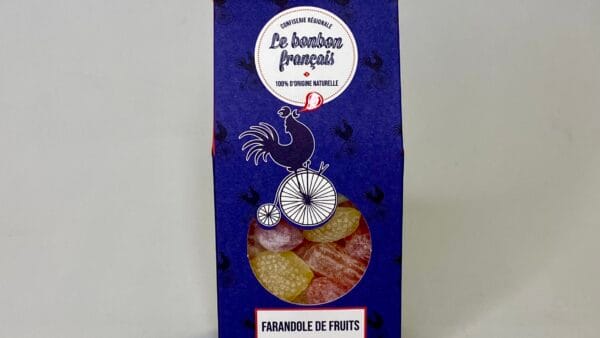 CONFISERIE RÉGIONALE
Le bonbon
français
100% D'ORIGINE NATURELLE
FARANDOLE DE FRUITS